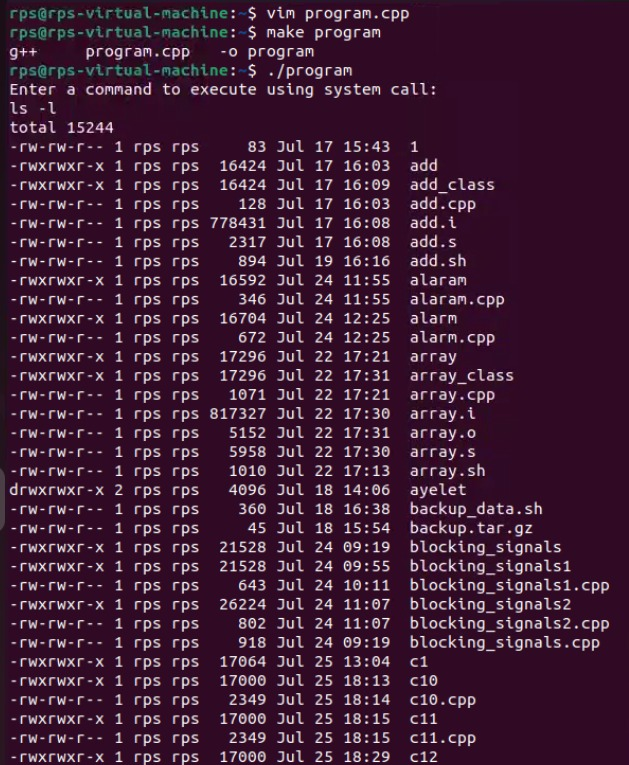 rps@rps-virtual-machine:~$ vim program.cpp
rps@rps-virtual-machine:~$ make program
g++     program.cpp   -o program
rps@rps-virtual-machine:~$ ./program
Enter a command to execute using system call:
ls -l
total 15244
-rw-rw-r-- 1 rps rps     83 Jul 17 15:43  1
-rwxrwxr-x 1 rps rps  16424 Jul 17 16:03  add
-rwxrwxr-x 1 rps rps  16424 Jul 17 16:09  add_class
-rw-rw-r-- 1 rps rps    128 Jul 17 16:03  add.cpp
-rw-rw-r-- 1 rps rps 778431 Jul 17 16:08  add.i
-rw-rw-r-- 1 rps rps   2317 Jul 17 16:08  add.s
-rw-rw-r-- 1 rps rps    894 Jul 19 16:16  add.sh
-rwxrwxr-x 1 rps rps  16592 Jul 24 11:55  alaram
-rw-rw-r-- 1 rps rps    346 Jul 24 11:55  alaram.cpp
-rwxrwxr-x 1 rps rps  16704 Jul 24 12:25  alarm
-rw-rw-r-- 1 rps rps    672 Jul 24 12:25  alarm.cpp
-rwxrwxr-x 1 rps rps  17296 Jul 22 17:21  array
-rwxrwxr-x 1 rps rps  17296 Jul 22 17:31  array_class
-rw-rw-r-- 1 rps rps   1071 Jul 22 17:21  array.cpp
-rw-rw-r-- 1 rps rps 817327 Jul 22 17:30  array.i
-rw-rw-r-- 1 rps rps   5152 Jul 22 17:31  array.o
-rw-rw-r-- 1 rps rps   5958 Jul 22 17:30  array.s
-rw-rw-r-- 1 rps rps   1010 Jul 22 17:13  array.sh
drwxrwxr-x 2 rps rps   4096 Jul 18 14:06  ayelet
-rw-rw-r-- 1 rps rps    360 Jul 18 16:38  backup_data.sh
-rw-rw-r-- 1 rps rps     45 Jul 18 15:54  backup.tar.gz
-rwxrwxr-x 1 rps rps  21528 Jul 24 09:19  blocking_signals
-rwxrwxr-x 1 rps rps  21528 Jul 24 09:55  blocking_signals1
-rw-rw-r-- 1 rps rps    643 Jul 24 10:11  blocking_signals1.cpp
-rwxrwxr-x 1 rps rps  26224 Jul 24 11:07  blocking_signals2
-rw-rw-r-- 1 rps rps    802 Jul 24 11:07  blocking_signals2.cpp
-rw-rw-r-- 1 rps rps    918 Jul 24 09:19  blocking_signals.cpp
-rwxrwxr-x 1 rps rps  17064 Jul 25 13:04  c1
-rwxrwxr-x 1 rps rps  17000 Jul 25 18:13  c10
-rw-rw-r-- 1 rps rps   2349 Jul 25 18:14  c10.cpp
-rwxrwxr-x 1 rps rps  17000 Jul 25 18:15  c11
-rw-rw-r-- 1 rps rps   2349 Jul 25 18:15  c11.cpp
-rwxrwxr-x 1 rps rps  17000 Jul 25 18:29  c12